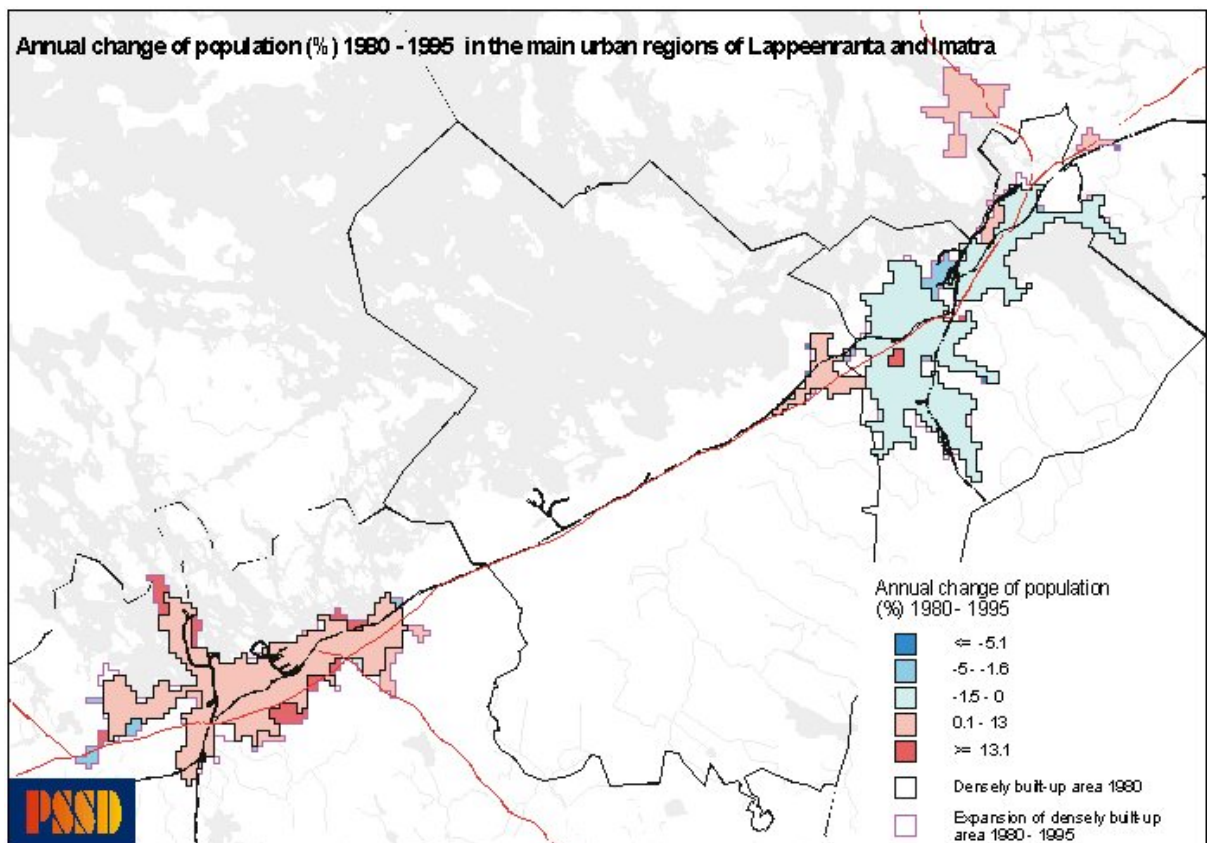 Annual change of population (%) 1980 - 1995 in the main urban regions of Lappeenranta and Imatra
Annual change of population
(%) 1980 - 1995
<= -5.1
-5 - -1.6
-1.5 - 0
0.1 - 13
>= 13.1
Densely built-up area 1980
Expansion of densely built-up
area 1980 - 1995
PSSD